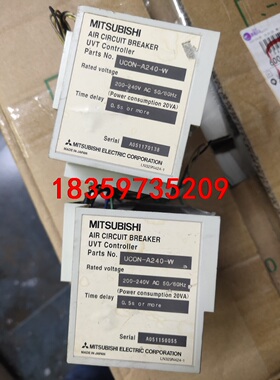 MITSUBISHI
AIR CIRCUIT BREAKER
UVT Controller
Parts No. UCON-A240-W
Rated voltage
200-240V AC 50/60Hz
(Power consumption 20VA)
Time delay
0.5s or more
Serial A051170138
MITSUBISHI ELECTRIC CORPORATION
MADE IN JAPAN
18359735209
MITSUBISHI
AIR CIRCUIT BREAKER
UVT Controller
Parts No. UCON-A240-W
Rated voltage
200-240V AC 50/60Hz
(Power consumption 20VA)
Time delay
0.5s or more
Serial
MITSUBISHI ELECTRIC CORPORATION
MADE IN JAPAN